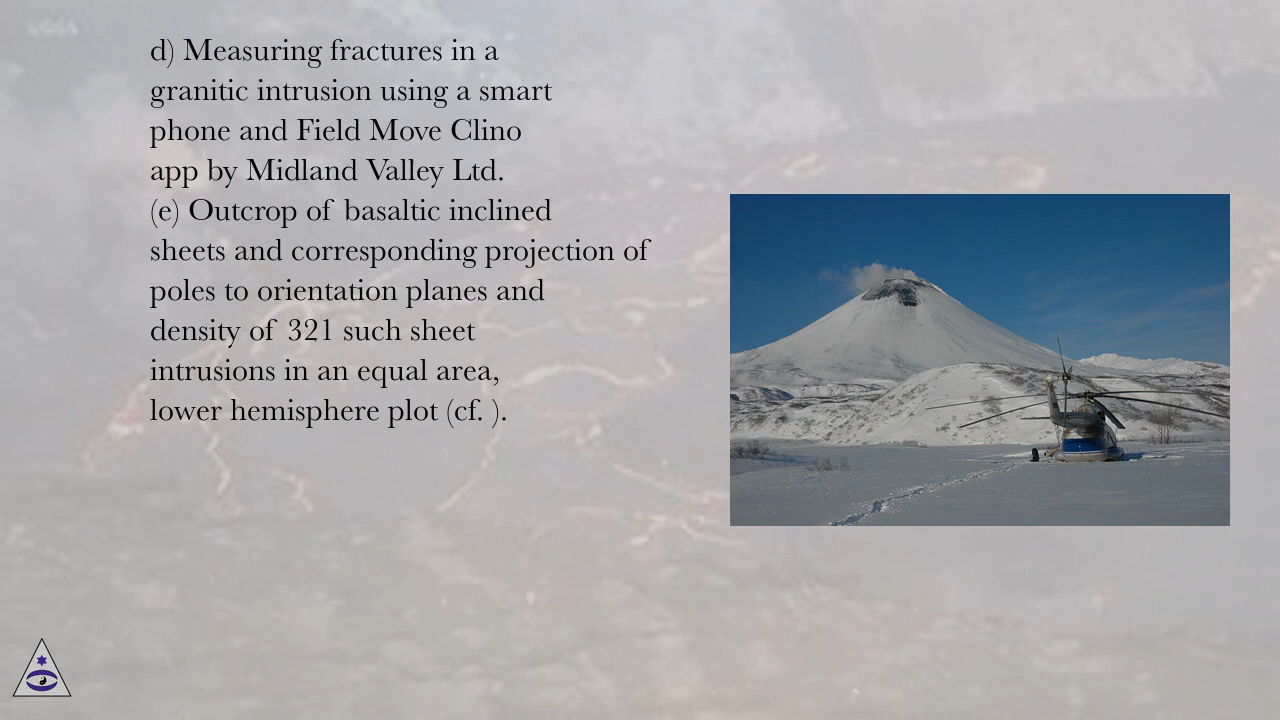 d) Measuring fractures in a
granitic intrusion using a smart
phone and Field Move Clino
app by Midland Valley Ltd.
(e) Outcrop of basaltic inclined
sheets and corresponding projection of
poles to orientation planes and
density of 321 such sheet
intrusions in an equal area,
lower hemisphere plot (cf. ).